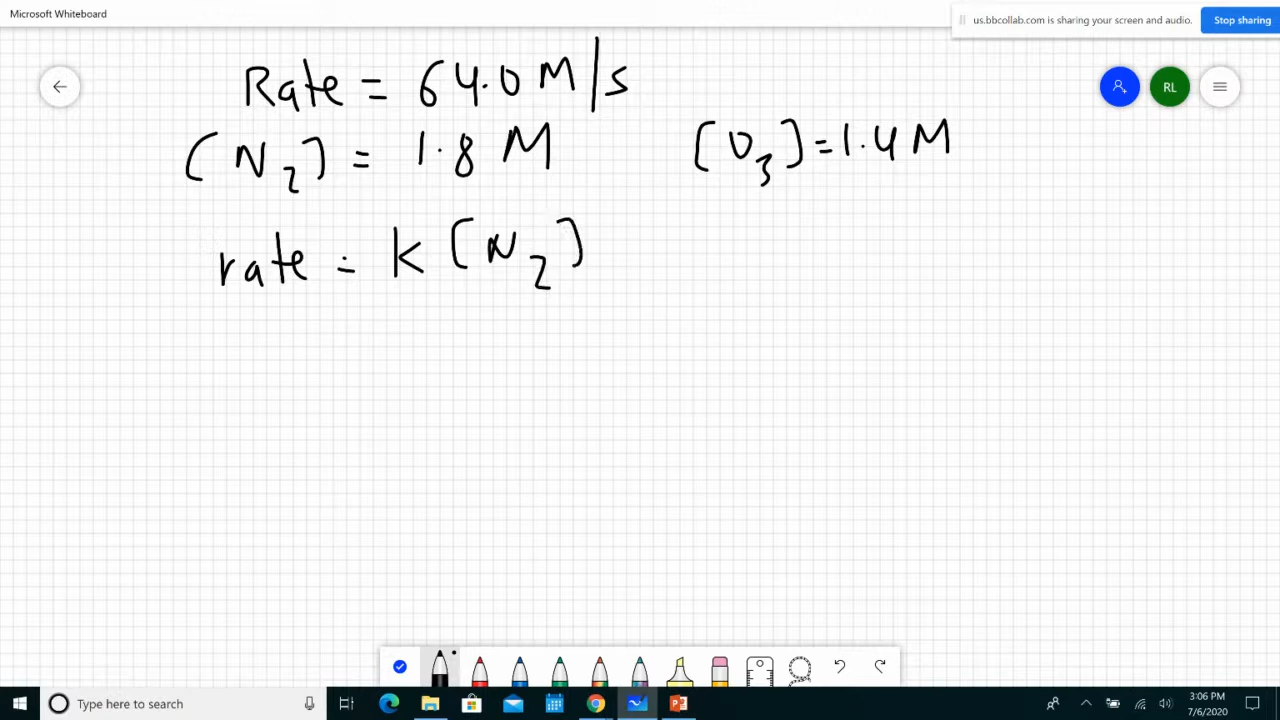 Microsoft Whiteboard
us.bbcollab.com is sharing your screen and audio.
Stop sharing
Rate = 64.0 M/s
RL
[N2] = 1.8 M [O3] = 1.4 M
rate = K [N2]
Type here to search
3:06 PM
7/6/2020